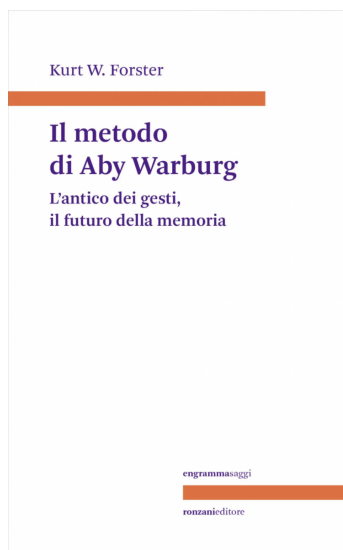 Kurt W. Forster
Il metodo
di Aby Warburg
L'antico dei gesti,
il futuro della memoria
engrammasaggi
ronzanieditore